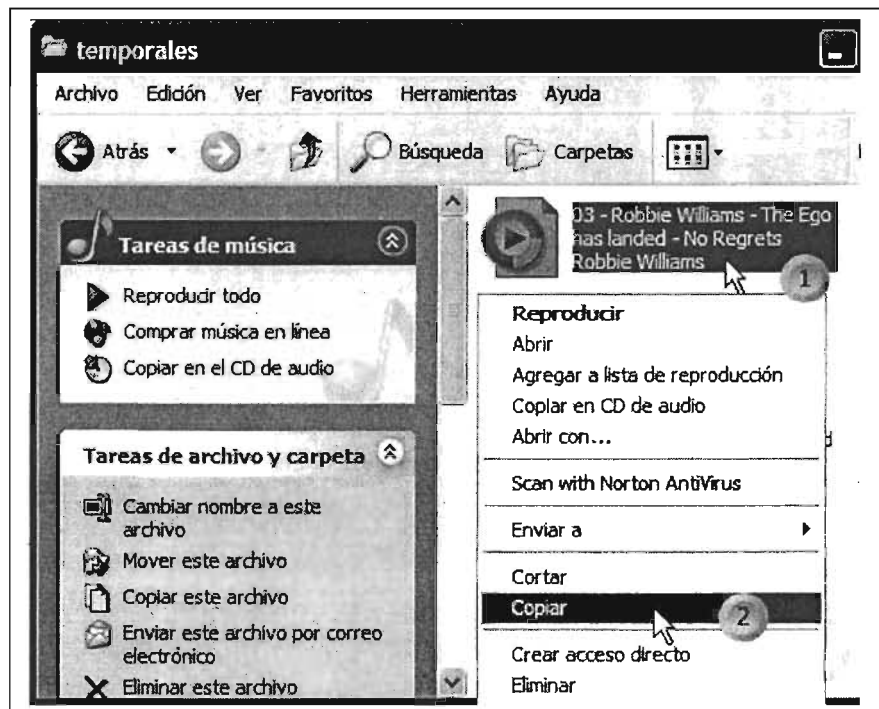 temporales
Archivo Edición Ver Favoritos Herramientas Ayuda
Atrás Búsqueda Carpetas
Tareas de música
Reproducir todo
Comprar música en línea
Copiar en el CD de audio
Tareas de archivo y carpeta
Cambiar nombre a este
archivo
Mover este archivo
Copiar este archivo
Enviar este archivo por correo
electrónico
Eliminar este archivo
03 - Robbie Williams - The Ego
has landed - No Regrets
Robbie Williams
1
Reproducir
Abrir
Agregar a lista de reproducción
Copiar en CD de audio
Abrir con...
Scan with Norton AntiVirus
Enviar a
Cortar
Copiar
2
Crear acceso directo
Eliminar